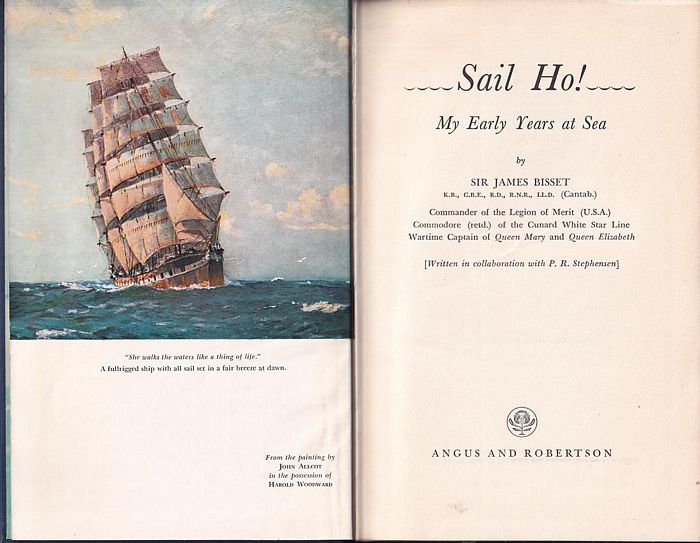 "She walks the waters like a thing of life."
A fullrigged ship with all sail set in a fair breeze at dawn.
From the painting by
JOHN ALLCOT
in the possession of
HAROLD WOODWARD
Sail Ho!
My Early Years at Sea
by
SIR JAMES BISSET
K.B., C.B.E., R.D., R.N.R., LL.D. (Cantab.)
Commander of the Legion of Merit (U.S.A.)
Commodore (retd.) of the Cunard White Star Line
Wartime Captain of Queen Mary and Queen Elizabeth
[Written in collaboration with P. R. Stephensen]
ANGUS AND ROBERTSON